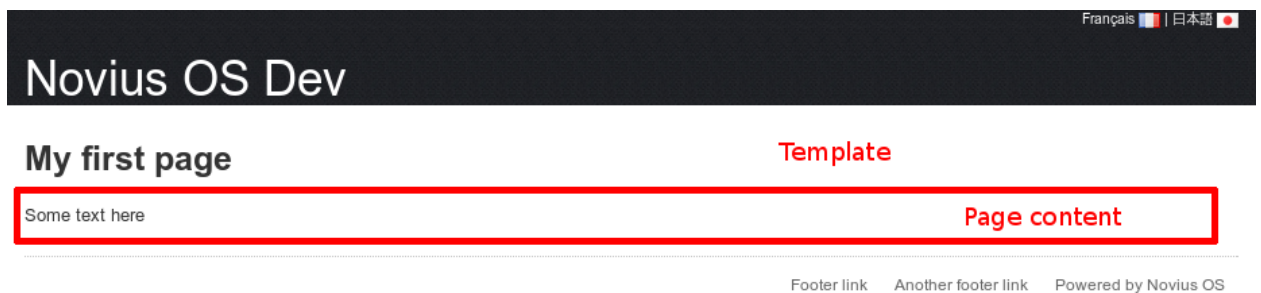 Français | 日本語
Novius OS Dev
My first page
Template
Some text here
Page content
Footer link Another footer link Powered by Novius OS